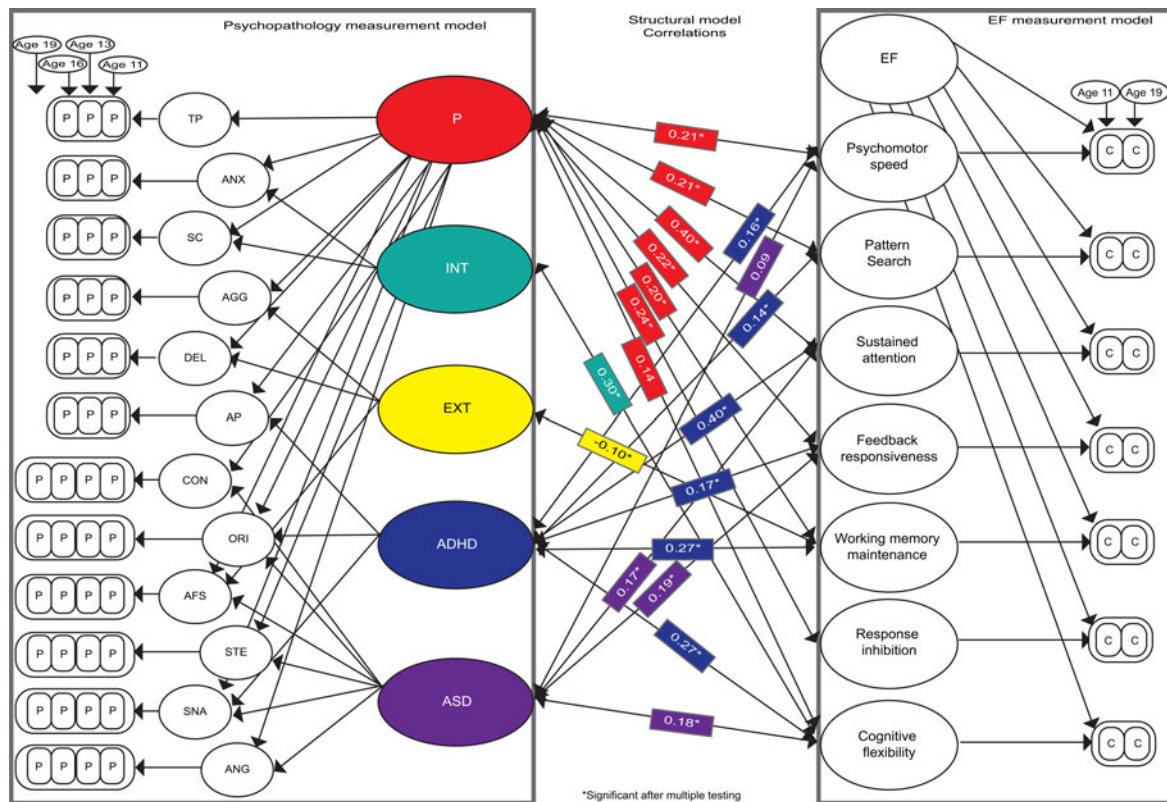 Psychopathology measurement model
Structural model
Correlations
EF measurement model
Age 19
Age 13
Age 16
Age 11
P P P
TP
P
P P P
ANX
P P P
SC
INT
P P P
AGG
P P P
DEL
EXT
P P P
AP
P P P P
CON
P P P P
ORI
ADHD
P P P P
AFS
P P P P
STE
ASD
P P P P
SNA
P P P P
ANG
0.21*
0.21*
0.40*
0.16*
0.22*
0.09
0.20*
0.24*
0.14*
0.14
0.30*
0.40*
-0.10*
0.17*
0.27*
0.17*
0.19*
0.27*
0.18*
EF
Age 11
Age 19
Psychomotor
speed
C C
Pattern
Search
C C
Sustained
attention
C C
Feedback
responsiveness
C C
Working memory
maintenance
C C
Response
inhibition
C C
Cognitive
flexibility
C C
*Significant after multiple testing